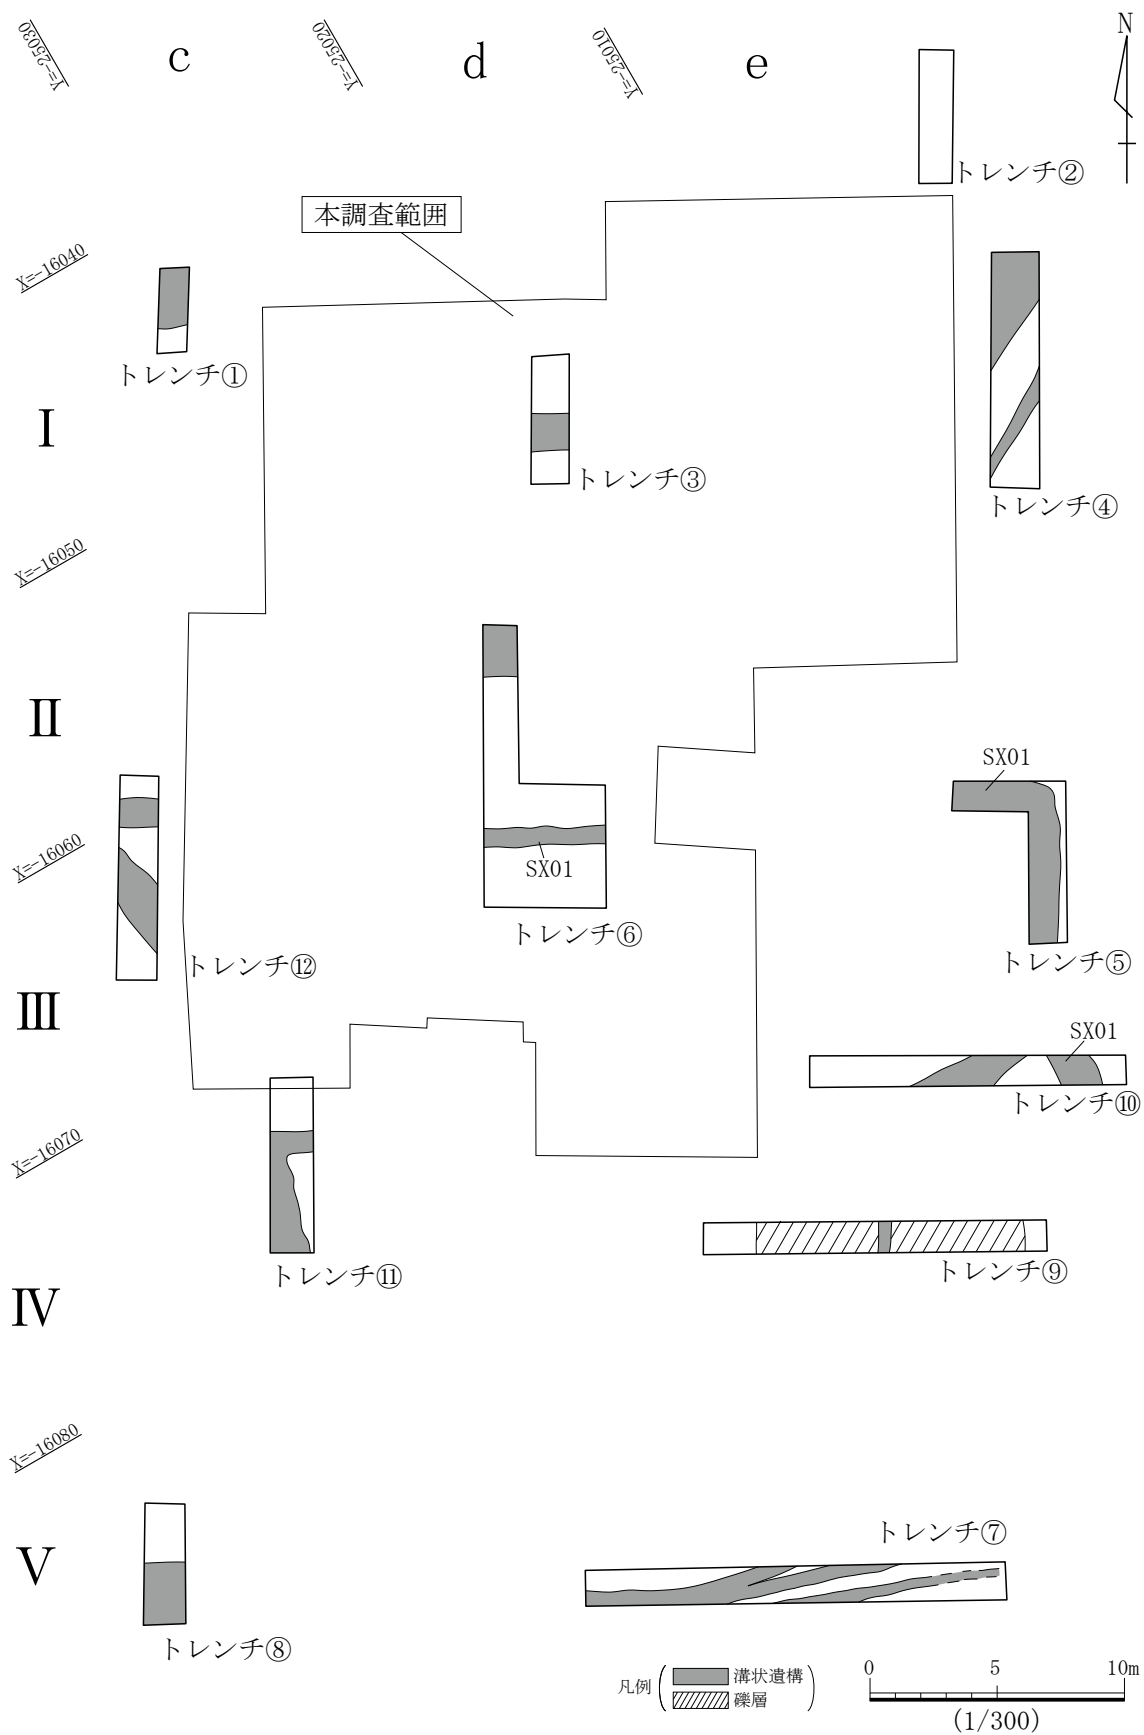 Y=-25030
c
Y=-25020
d
Y=-25010
e
N
トレンチ②
本調査範囲
X=-16040
トレンチ①
Ⅰ
トレンチ③
トレンチ④
X=-16050
Ⅱ
SX01
X=-16060
SX01
トレンチ⑥
トレンチ⑤
トレンチ⑫
Ⅲ
SX01
トレンチ⑩
X=-16070
トレンチ⑪
トレンチ⑨
Ⅳ
X=-16080
トレンチ⑦
Ⅴ
トレンチ⑧
凡例
溝状遺構
礫層
0 5 10m
(1/300)